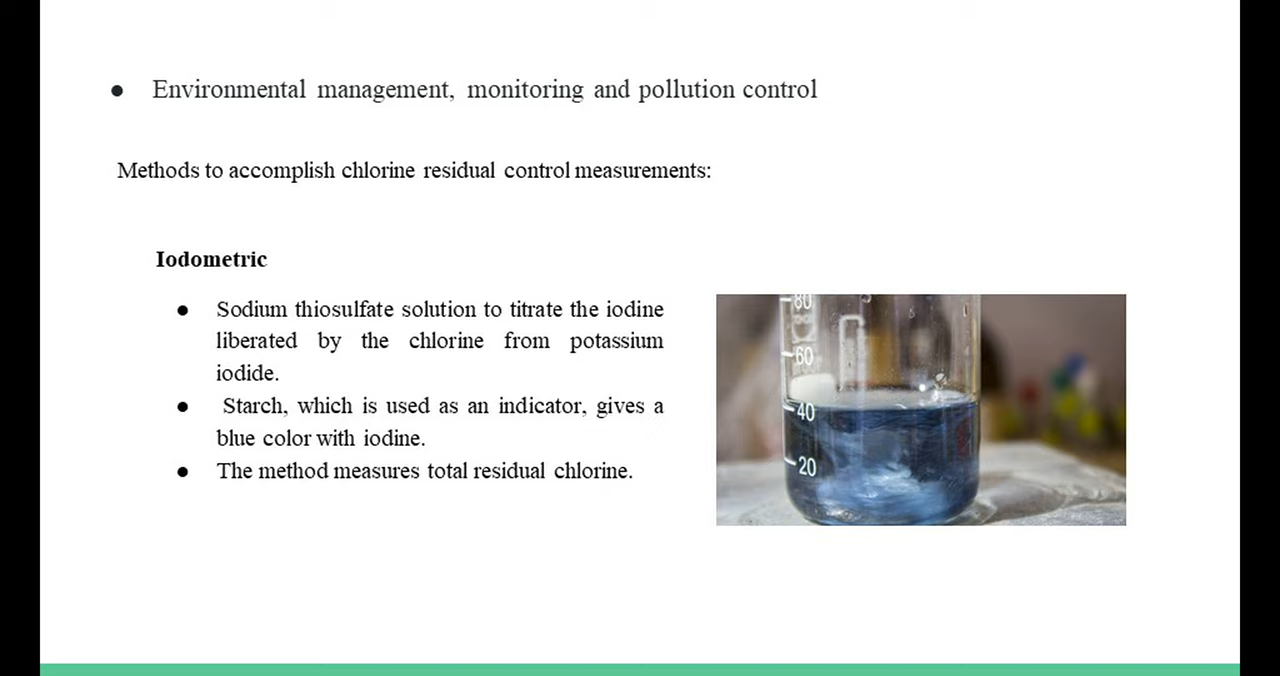 ● Environmental management, monitoring and pollution control
Methods to accomplish chlorine residual control measurements:
Iodometric
● Sodium thiosulfate solution to titrate the iodine
liberated by the chlorine from potassium
iodide.
● Starch, which is used as an indicator, gives a
blue color with iodine.
● The method measures total residual chlorine.
80
60
40
20